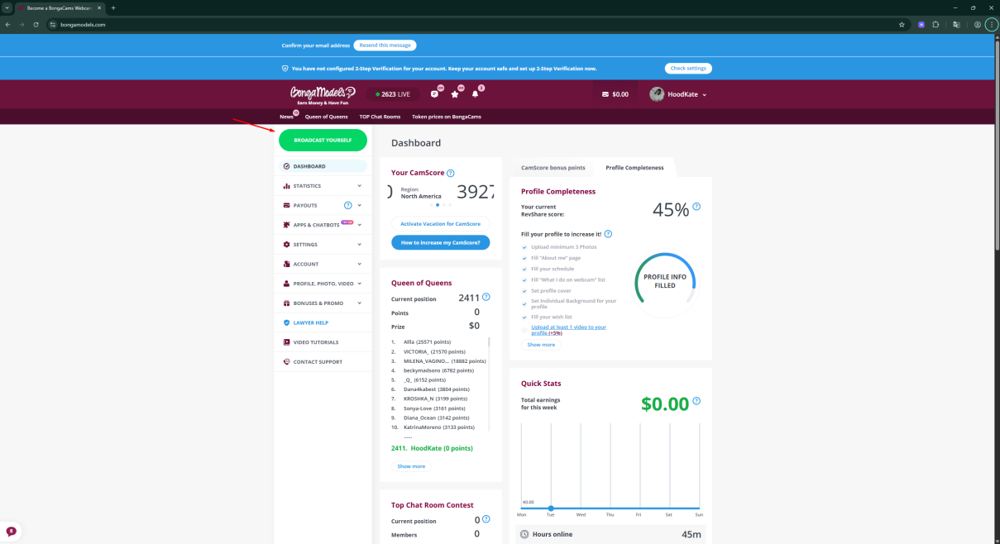 Become a BongaCams Webcam
bongamodels.com
Confirm your email address Resend this message
You have not configured 2-Step Verification for your account. Keep your account safe and set up 2-Step Verification now. Check settings
BongaModels
Earn Money & Have Fun
2623 LIVE
$0.00
HoodKate
News 15 Queen of Queens TOP Chat Rooms Token prices on BongaCams
BROADCAST YOURSELF
DASHBOARD
STATISTICS
PAYOUTS ?
APPS & CHATBOTS
SETTINGS
ACCOUNT
PROFILE, PHOTO, VIDEO
BONUSES & PROMO
LAWYER HELP
VIDEO TUTORIALS
CONTACT SUPPORT
Dashboard
Your CamScore ?
Region:
North America
3927
Activate Vacation for CamScore
How to increase my CamScore?
Queen of Queens
Current position 2411 ?
Points 0
Prize $0
1. Allla (25571 points)
2. VICTORIA_ (21570 points)
3. MILENA_VAGINO... (18882 points)
4. beckymadsons (6782 points)
5. _Q_ (6152 points)
6. Dana4kabest (3804 points)
7. KROSHKA_N (3199 points)
8. Sonya-Love (3161 points)
9. Diana_Ocean (3142 points)
10. KatrinaMoreno (3133 points)
......
2411. HoodKate (0 points)
Show more
Top Chat Room Contest
Current position 0 ?
Members 0
CamScore bonus points Profile Completeness
Profile Completeness
Your current
RevShare score:
45% ?
Fill your profile to increase it! ?
Upload minimum 3 Photos
Fill "About me" page
Fill your schedule
Fill "What I do on webcam" list
Set profile cover
Set Individual Background for your
profile
Fill your wish list
Upload at least 1 video to your
profile (+5%)
Show more
PROFILE INFO
FILLED
Quick Stats
Total earnings
for this week
$0.00 ?
$0.00
Mon Tue Wed Thu Fri Sat Sun
Hours online 45m